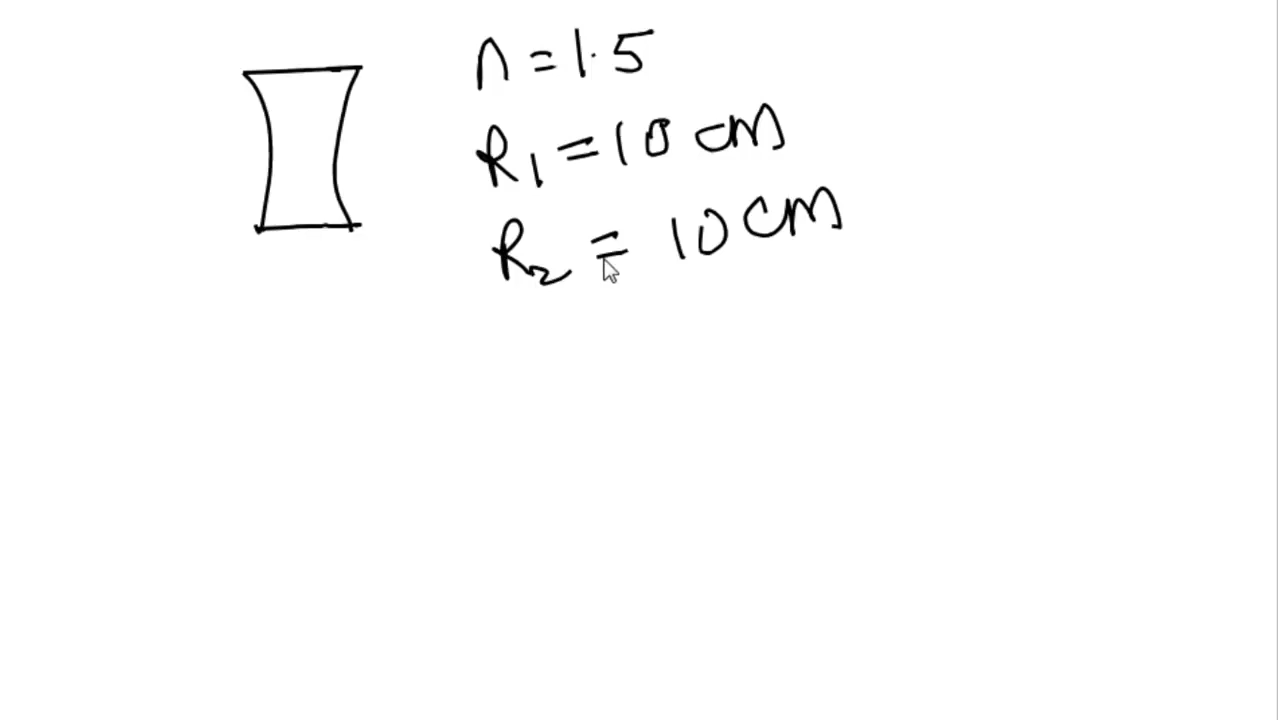 n = 1.5
R1 = 10 cm
R2 = 10 cm